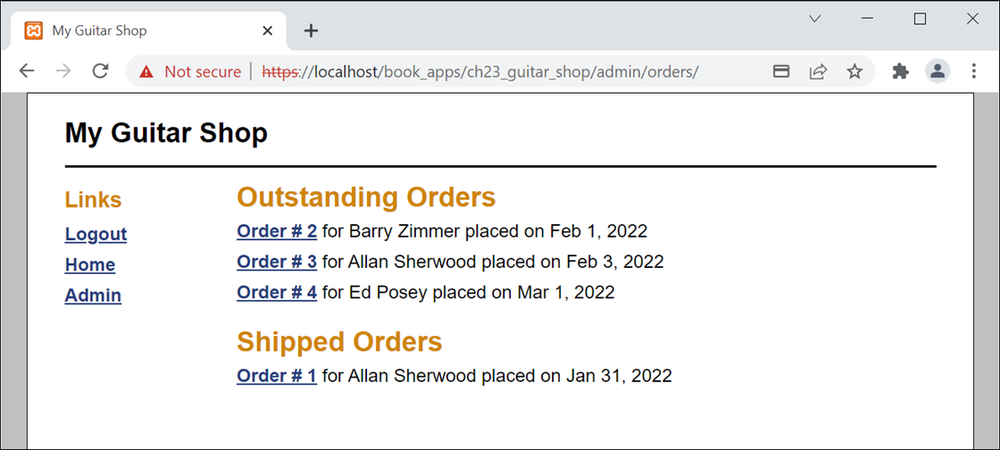 My Guitar Shop
Not secure | https://localhost/book_apps/ch23_guitar_shop/admin/orders/
My Guitar Shop
Links
Logout
Home
Admin
Outstanding Orders
Order # 2 for Barry Zimmer placed on Feb 1, 2022
Order # 3 for Allan Sherwood placed on Feb 3, 2022
Order # 4 for Ed Posey placed on Mar 1, 2022
Shipped Orders
Order # 1 for Allan Sherwood placed on Jan 31, 2022